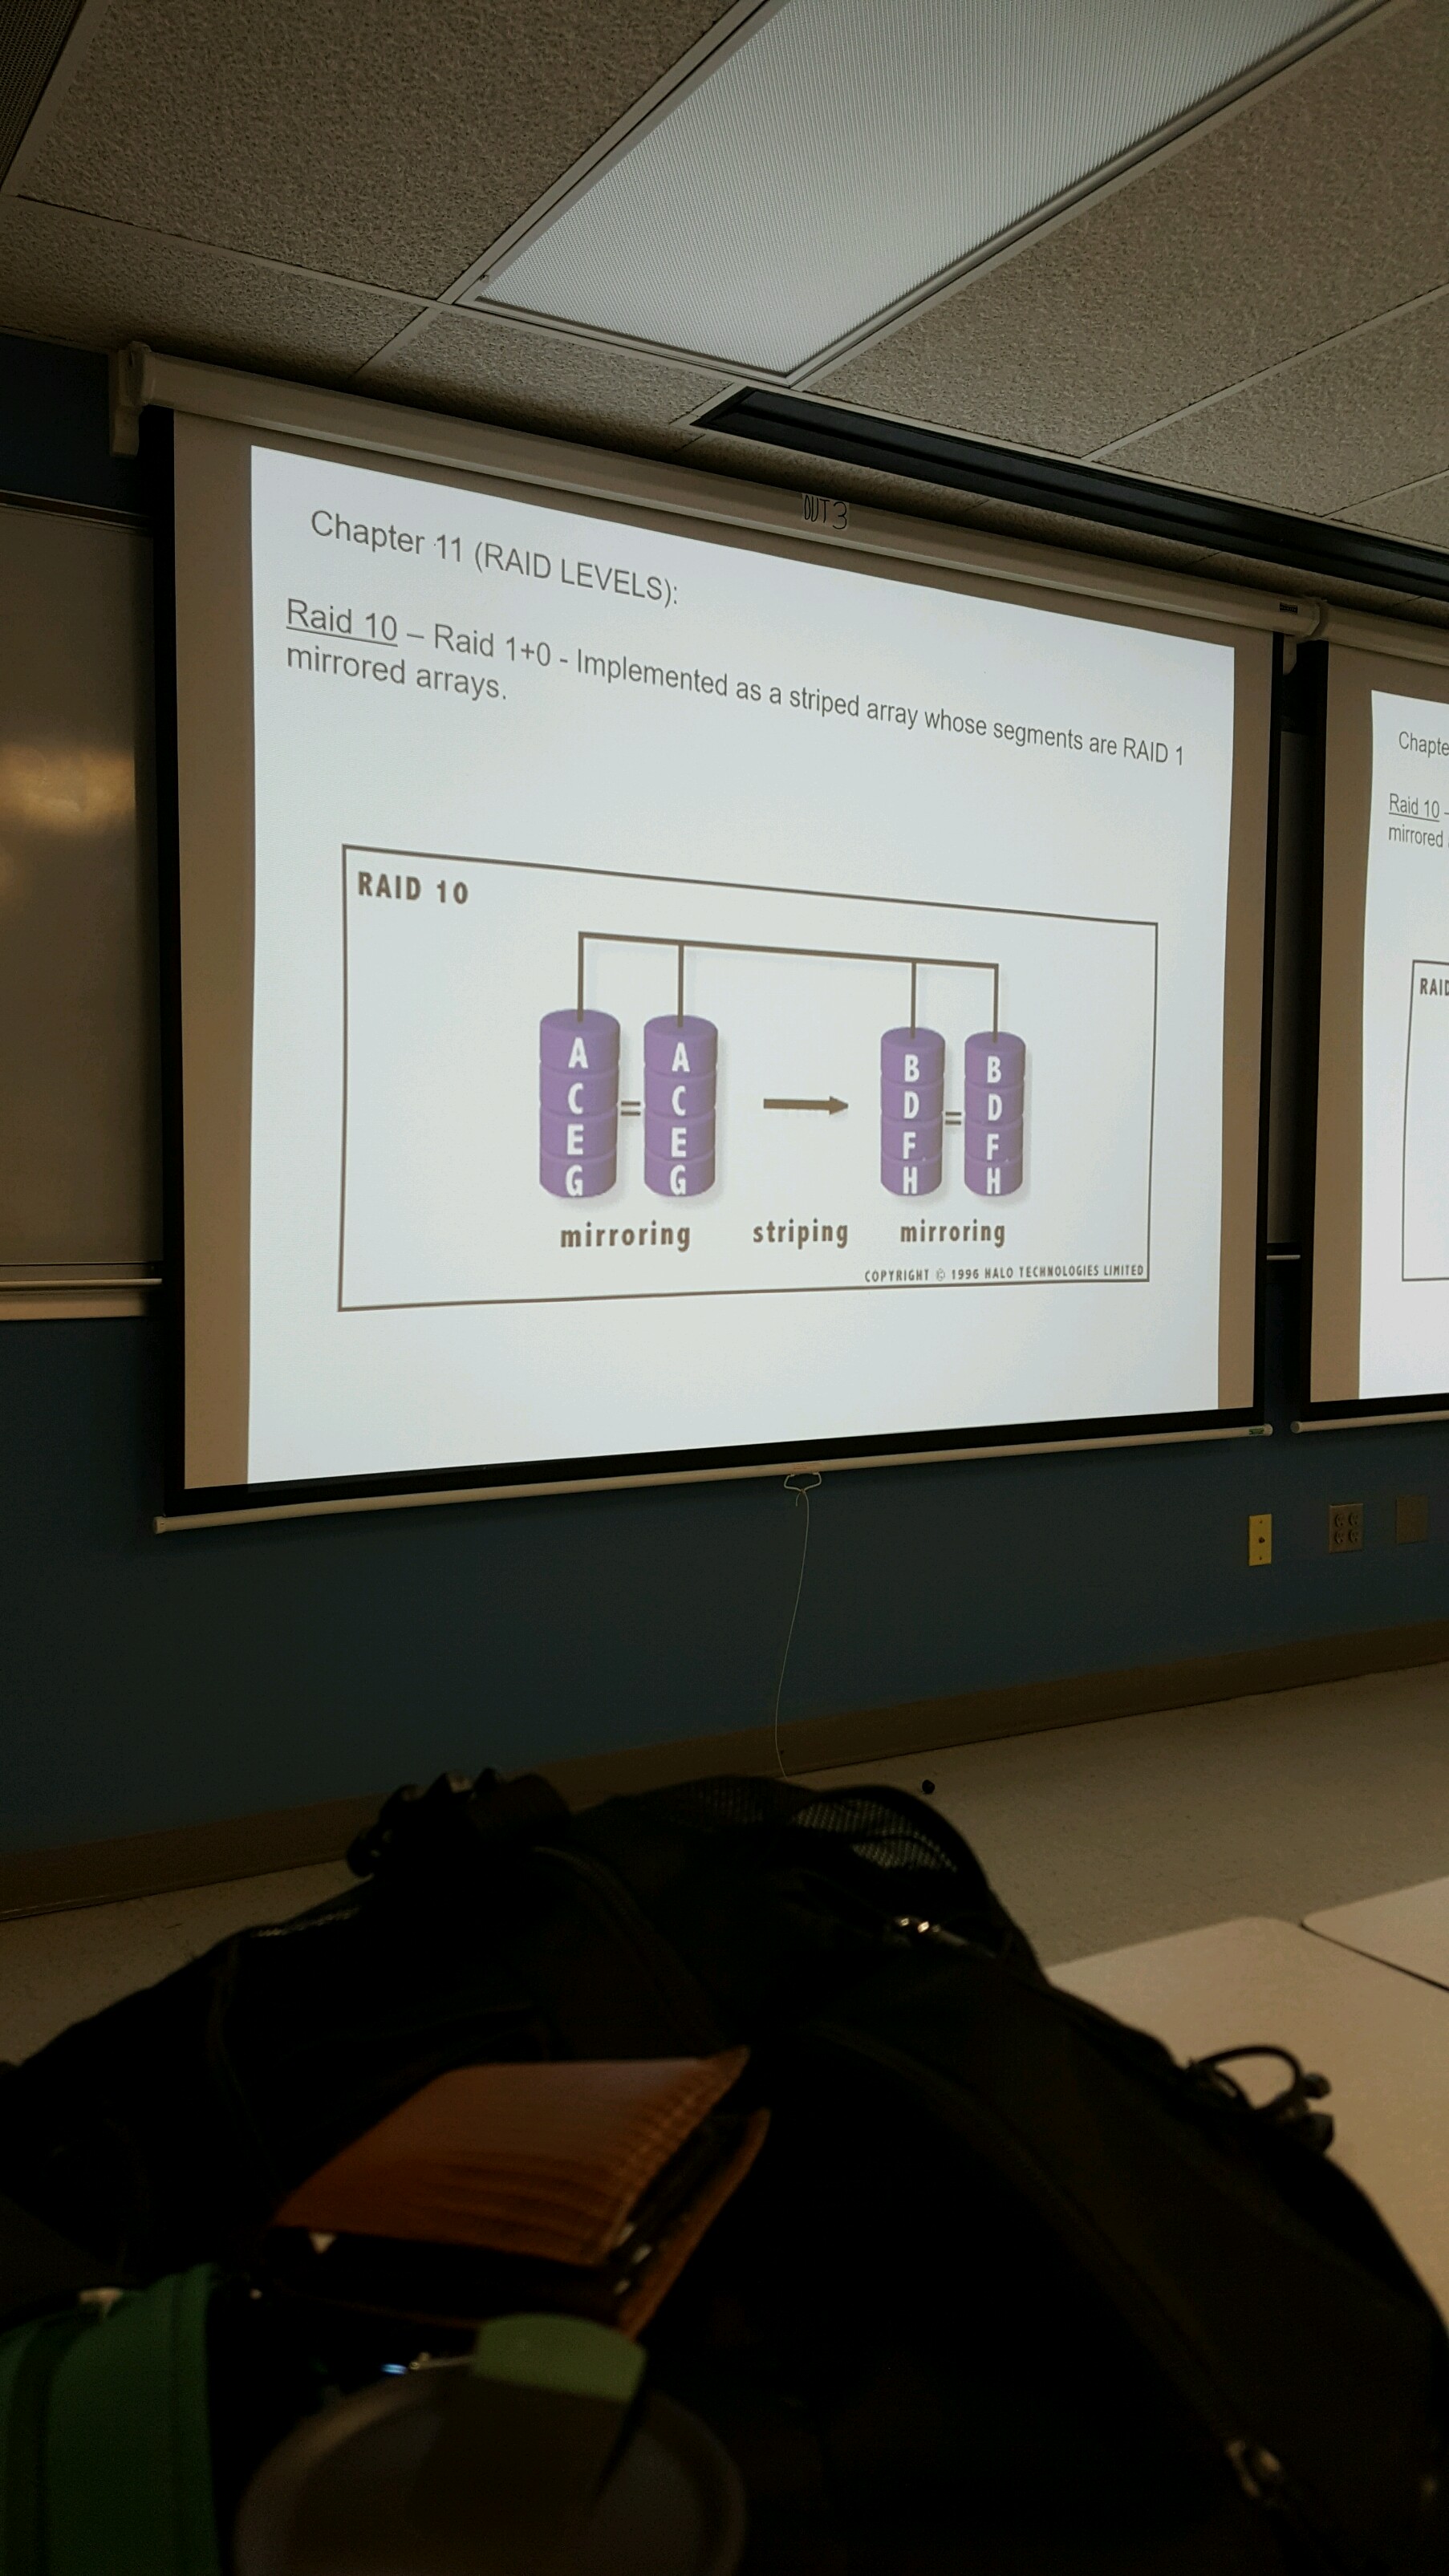 OUT3
Chapter 11 (RAID LEVELS):
Raid 10 – Raid 1+0 - Implemented as a striped array whose segments are RAID 1
mirrored arrays.
RAID 10
A A B B
C C D D
= =
E E F F
G G H H
mirroring striping mirroring
COPYRIGHT © 1996 HALO TECHNOLOGIES LIMITED
Chapte
Raid 10 -
mirrored
RAID